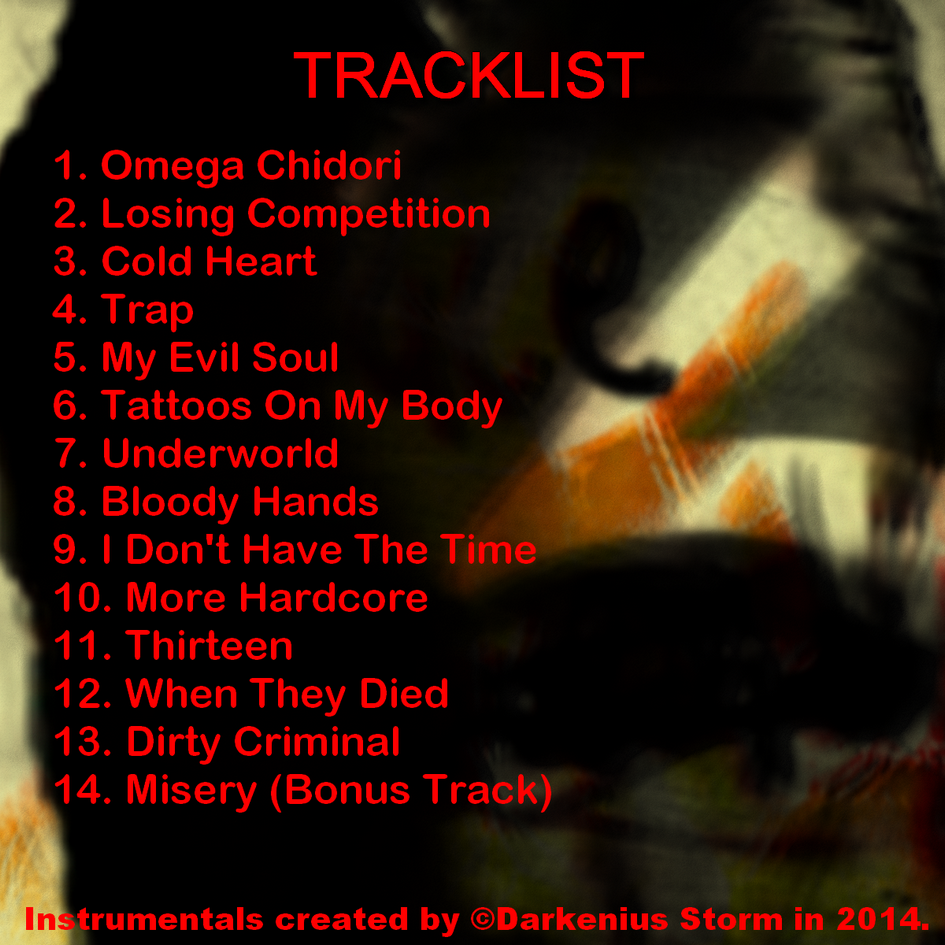 TRACKLIST
1. Omega Chidori
2. Losing Competition
3. Cold Heart
4. Trap
5. My Evil Soul
6. Tattoos On My Body
7. Underworld
8. Bloody Hands
9. I Don't Have The Time
10. More Hardcore
11. Thirteen
12. When They Died
13. Dirty Criminal
14. Misery (Bonus Track)
Instrumentals created by ©Darkenius Storm in 2014.